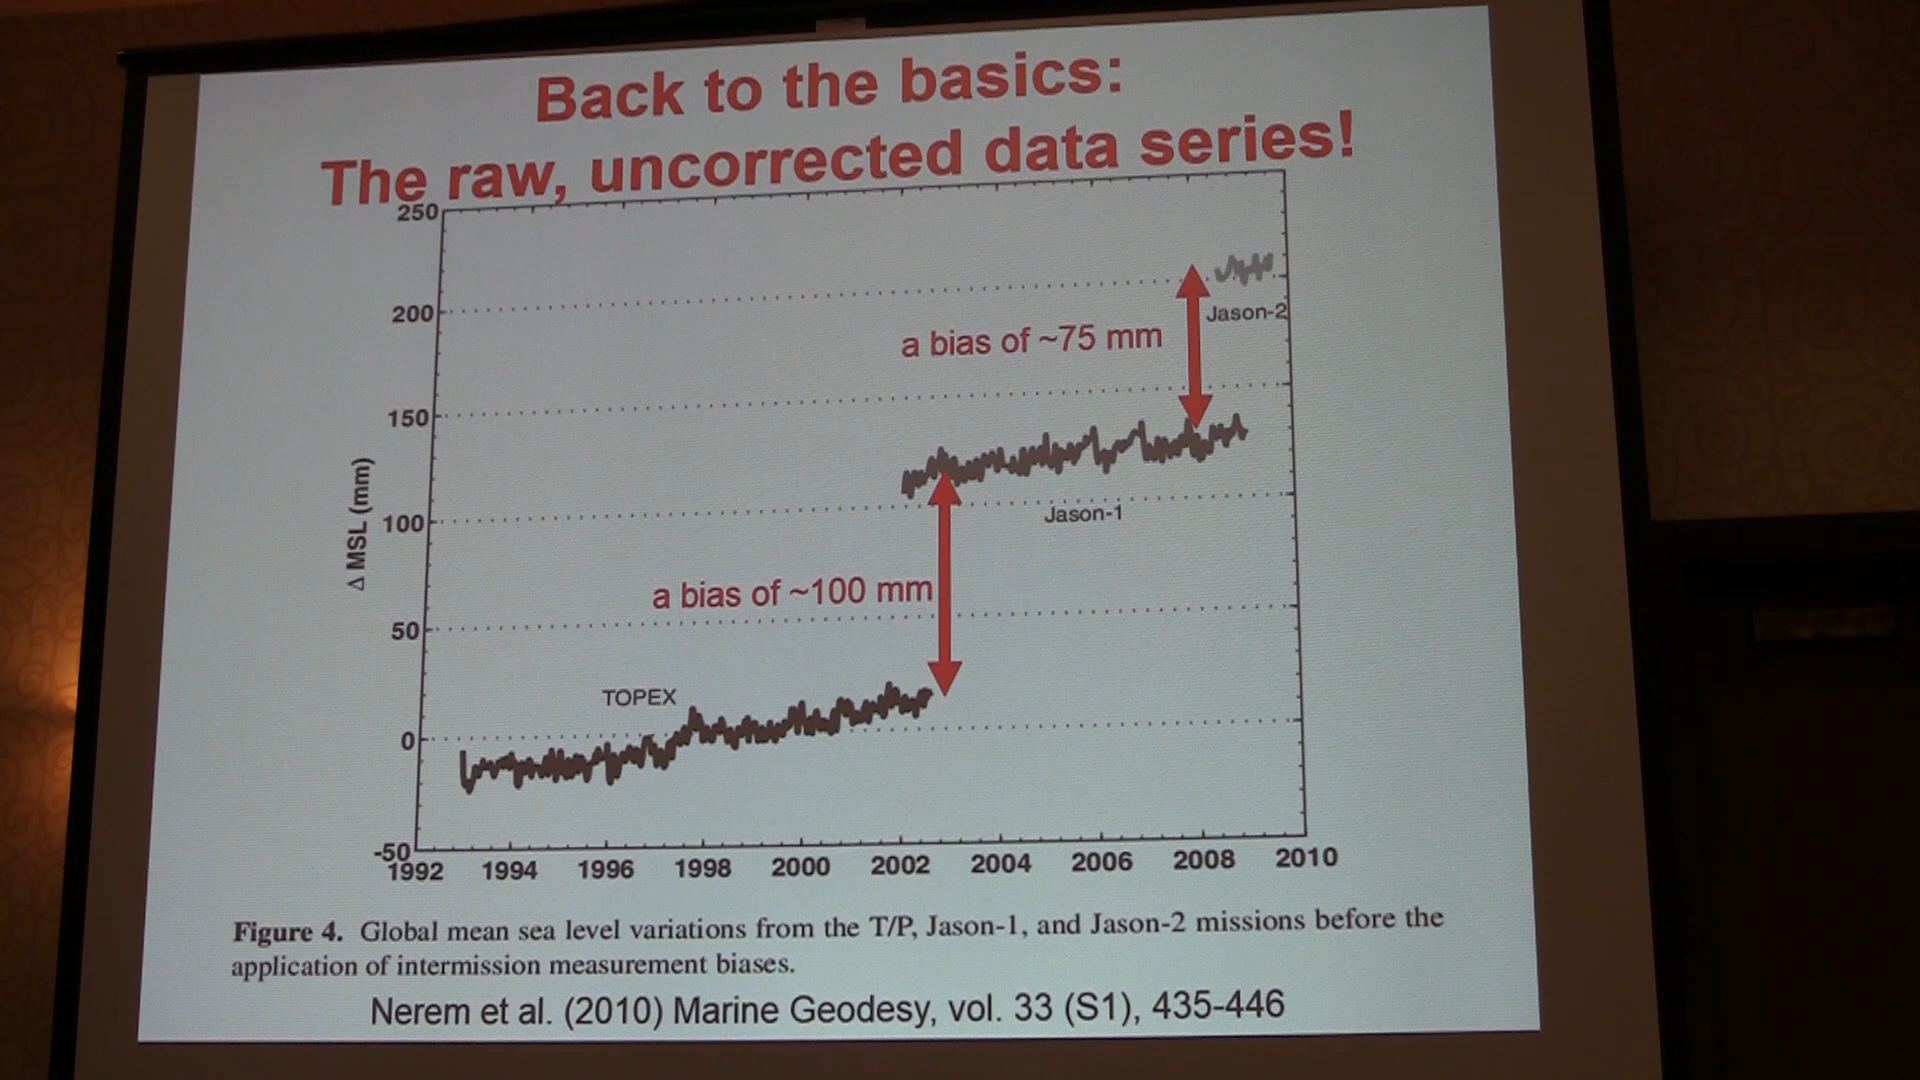 Back to the basics:
The raw, uncorrected data series!
250
200
150
100
50
0
-50
Δ MSL (mm)
a bias of ~75 mm
Jason-2
Jason-1
a bias of ~100 mm
TOPEX
1992 1994 1996 1998 2000 2002 2004 2006 2008 2010
Figure 4. Global mean sea level variations from the T/P, Jason-1, and Jason-2 missions before the
application of intermission measurement biases.
Nerem et al. (2010) Marine Geodesy, vol. 33 (S1), 435-446